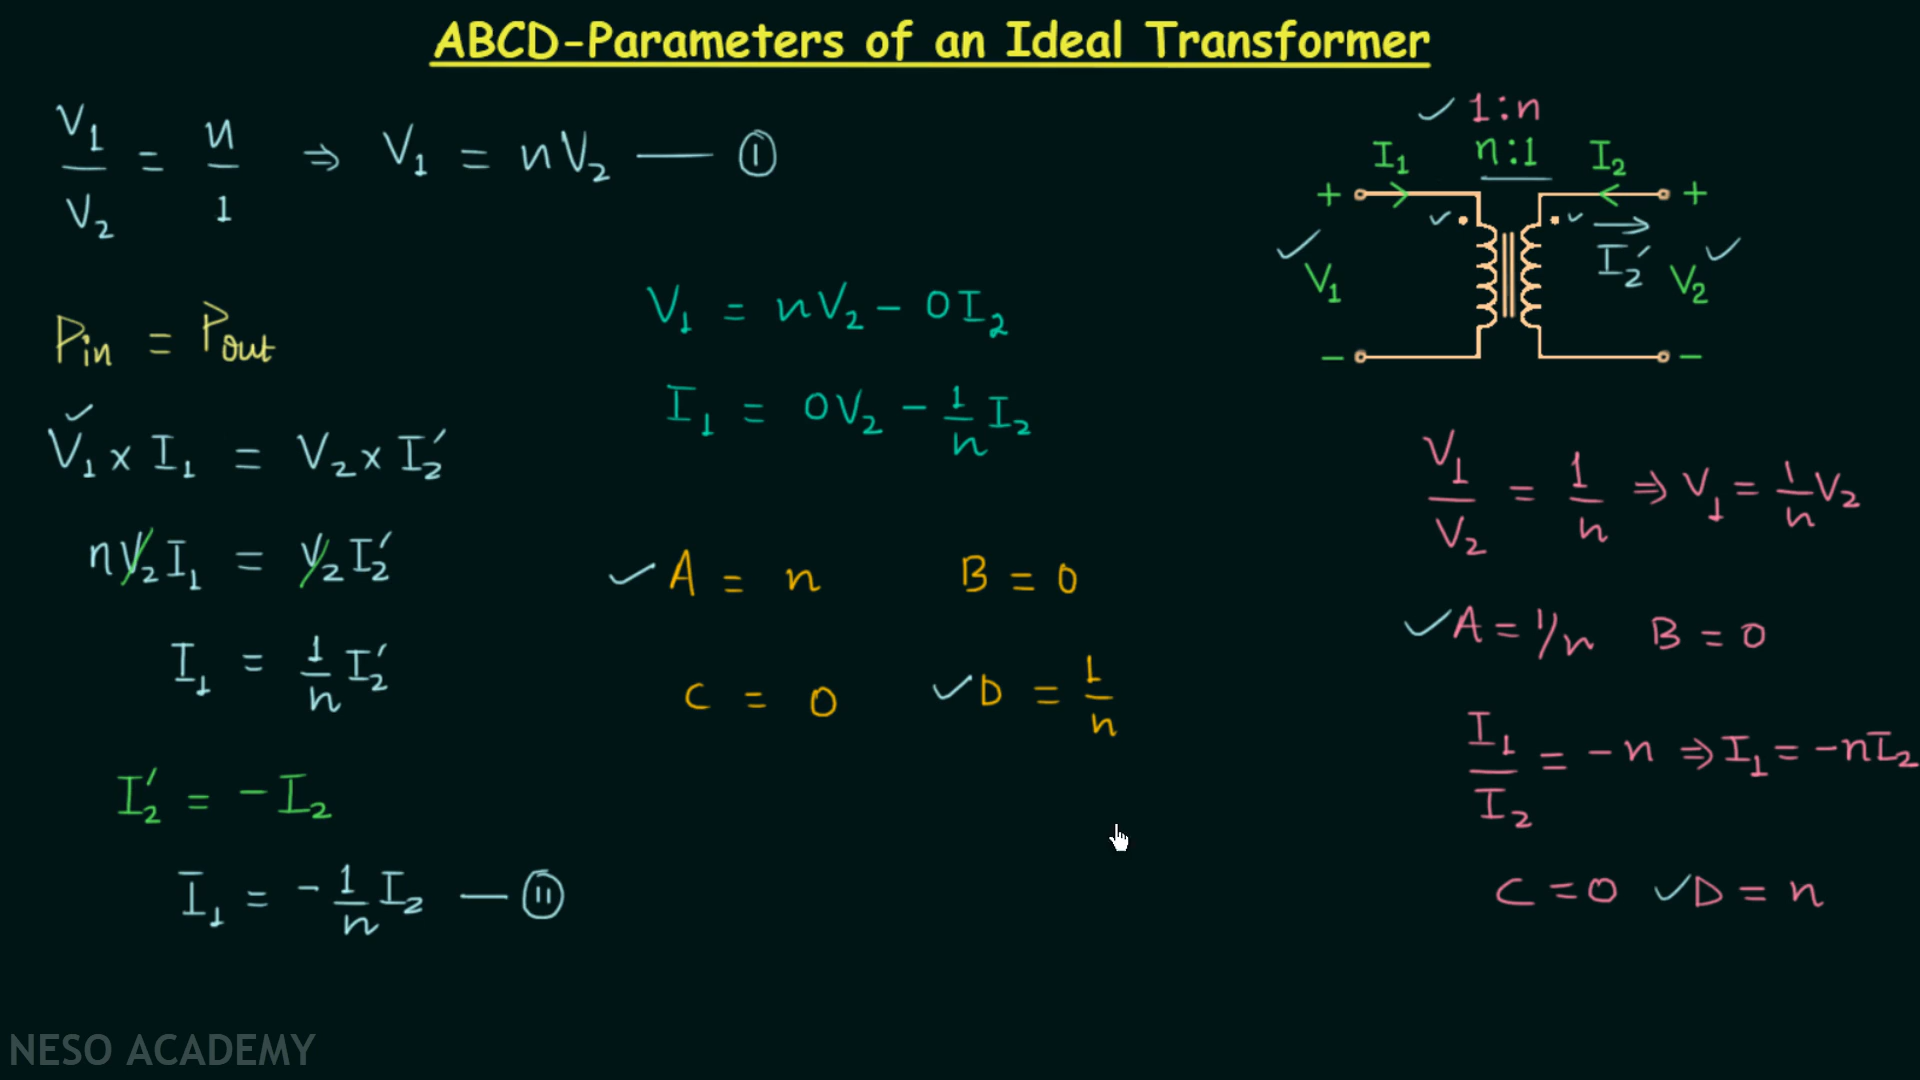 ABCD-Parameters of an Ideal Transformer
V₁/V₂ = n/1 ⇒ V₁ = nV₂ — ①
Pin = Pout
V₁ x I₁ = V₂ x I₂′
nV₂I₁ = V₂I₂′
I₁ = 1/n I₂′
I₂′ = -I₂
I₁ = -1/n I₂ — ⑪
V₁ = nV₂ - 0I₂
I₁ = 0V₂ - 1/n I₂
✓ A = n B = 0
C = 0 ✓ D = 1/n
✓ 1:n
I₁ n:1 I₂
+ +
✓ ✓ I₂′
✓ V₁ V₂ ✓
- -
V₁/V₂ = 1/n ⇒ V₁ = 1/n V₂
✓ A = 1/n B = 0
I₁/I₂ = -n ⇒ I₁ = -nI₂
C = 0 ✓ D = n
NESO ACADEMY